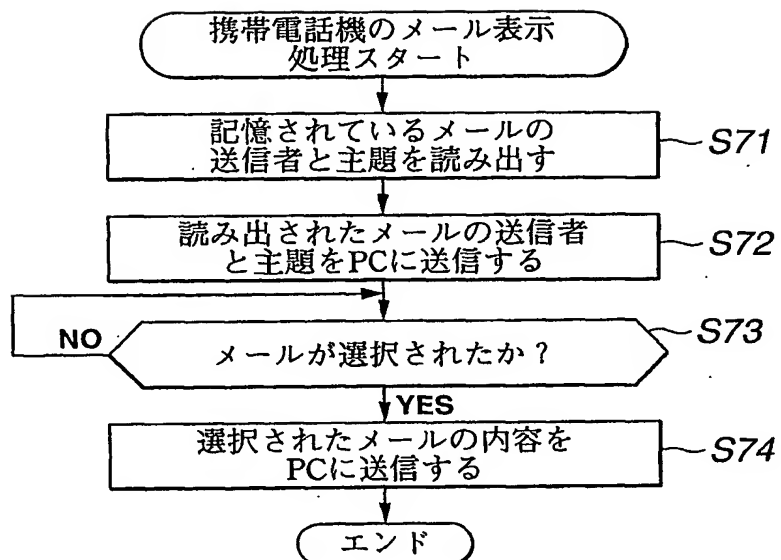 携帯電話機のメール表示
処理スタート
記憶されているメールの
送信者と主題を読み出す
S71
読み出されたメールの送信者
と主題をPCに送信する
S72
NO
メールが選択されたか？
S73
YES
選択されたメールの内容を
PCに送信する
S74
エンド